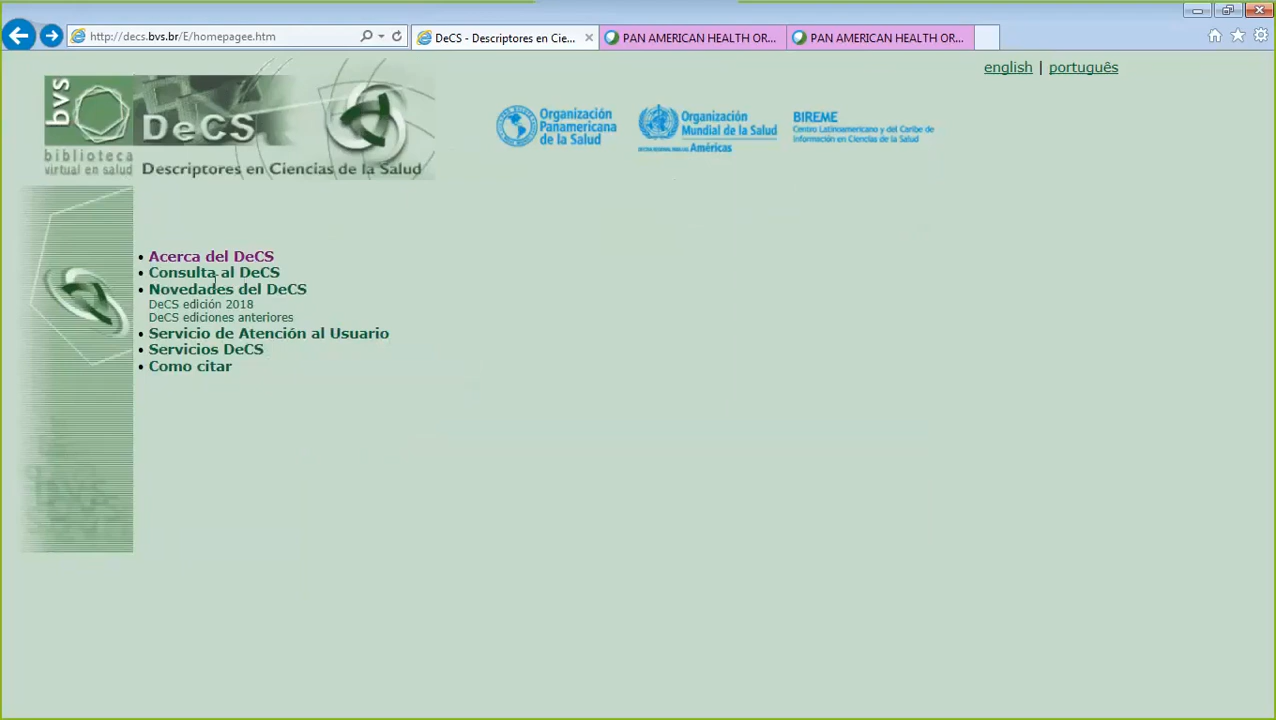 http://decs.bvs.br/E/homepagee.htm
DeCS - Descriptores en Cie...
PAN AMERICAN HEALTH OR...
PAN AMERICAN HEALTH OR...
english | português
bvs
biblioteca
virtual en salud
DeCS
Descriptores en Ciencias de la Salud
Organización
Panamericana
de la Salud
Organización
Mundial de la Salud
Américas
BIREME
Centro Latinoamericano y del Caribe de
Información en Ciencias de la Salud
• Acerca del DeCS
• Consulta al DeCS
• Novedades del DeCS
DeCS edición 2018
DeCS ediciones anteriores
• Servicio de Atención al Usuario
• Servicios DeCS
• Como citar